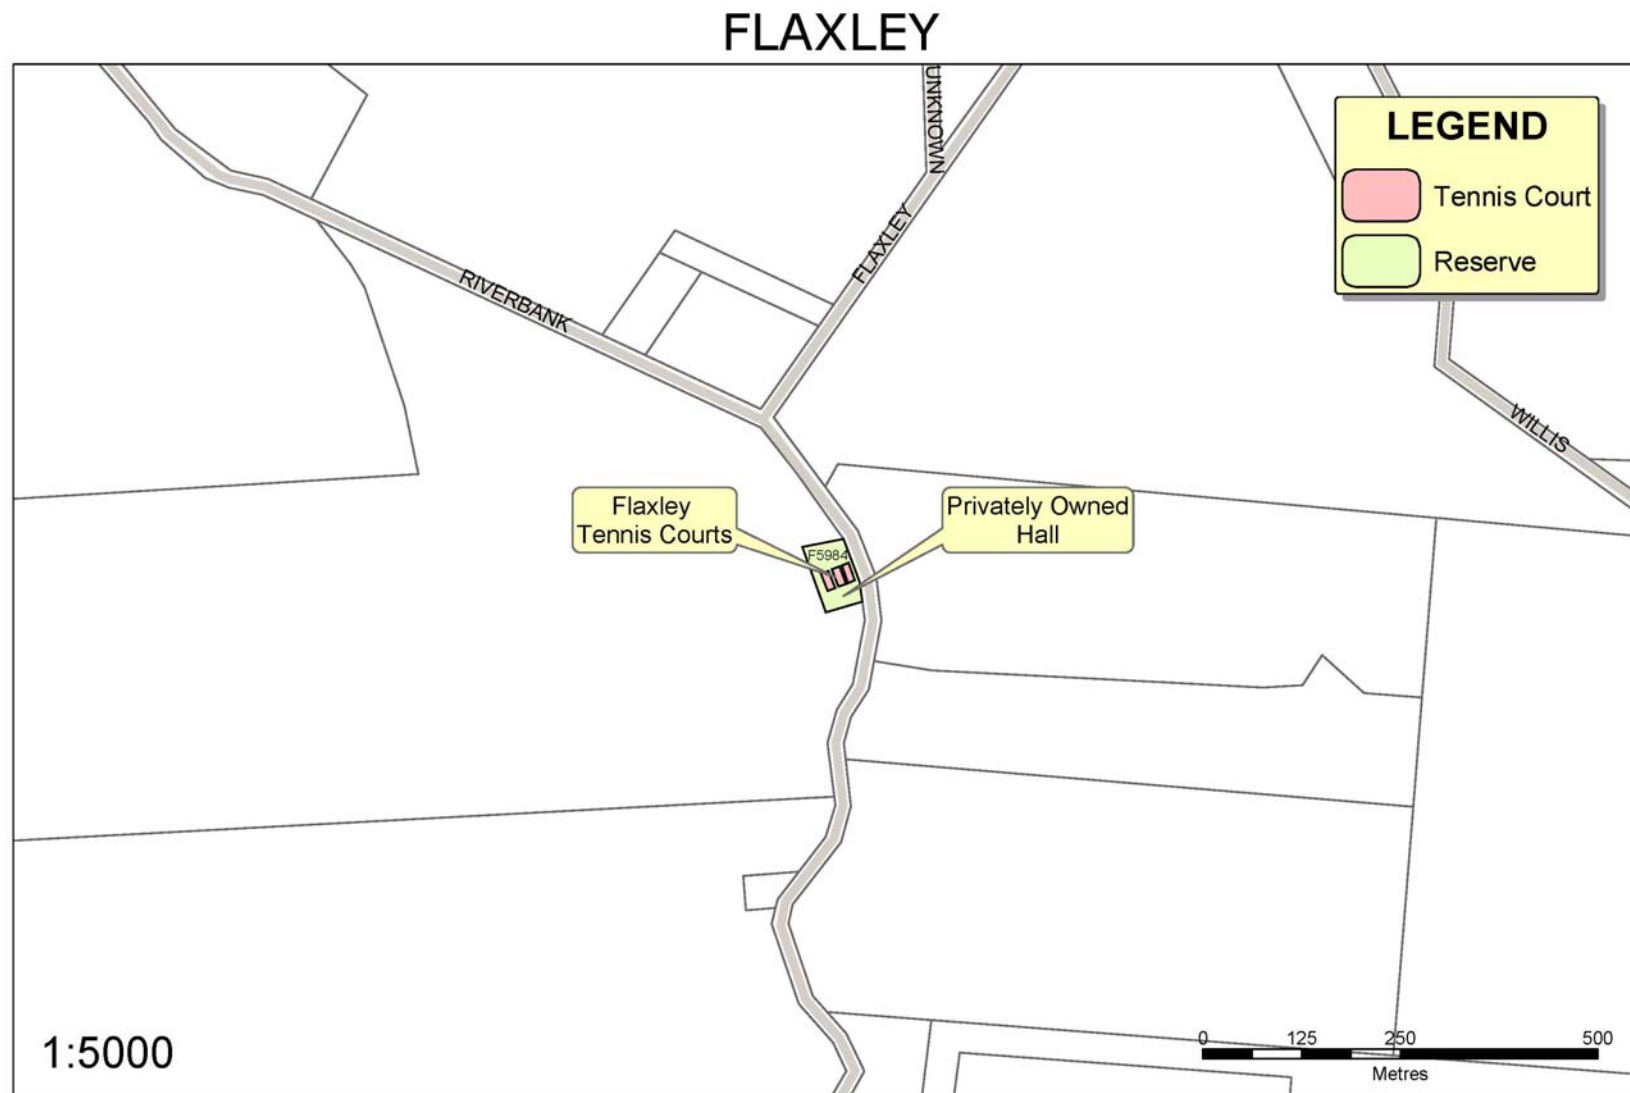 FLAXLEY
UNKNOWN
LEGEND
Tennis Court
Reserve
FLAXLEY
RIVERBANK
WILLIS
Flaxley
Tennis Courts
Privately Owned
Hall
F5984
1:5000
0 125 250 500
Metres